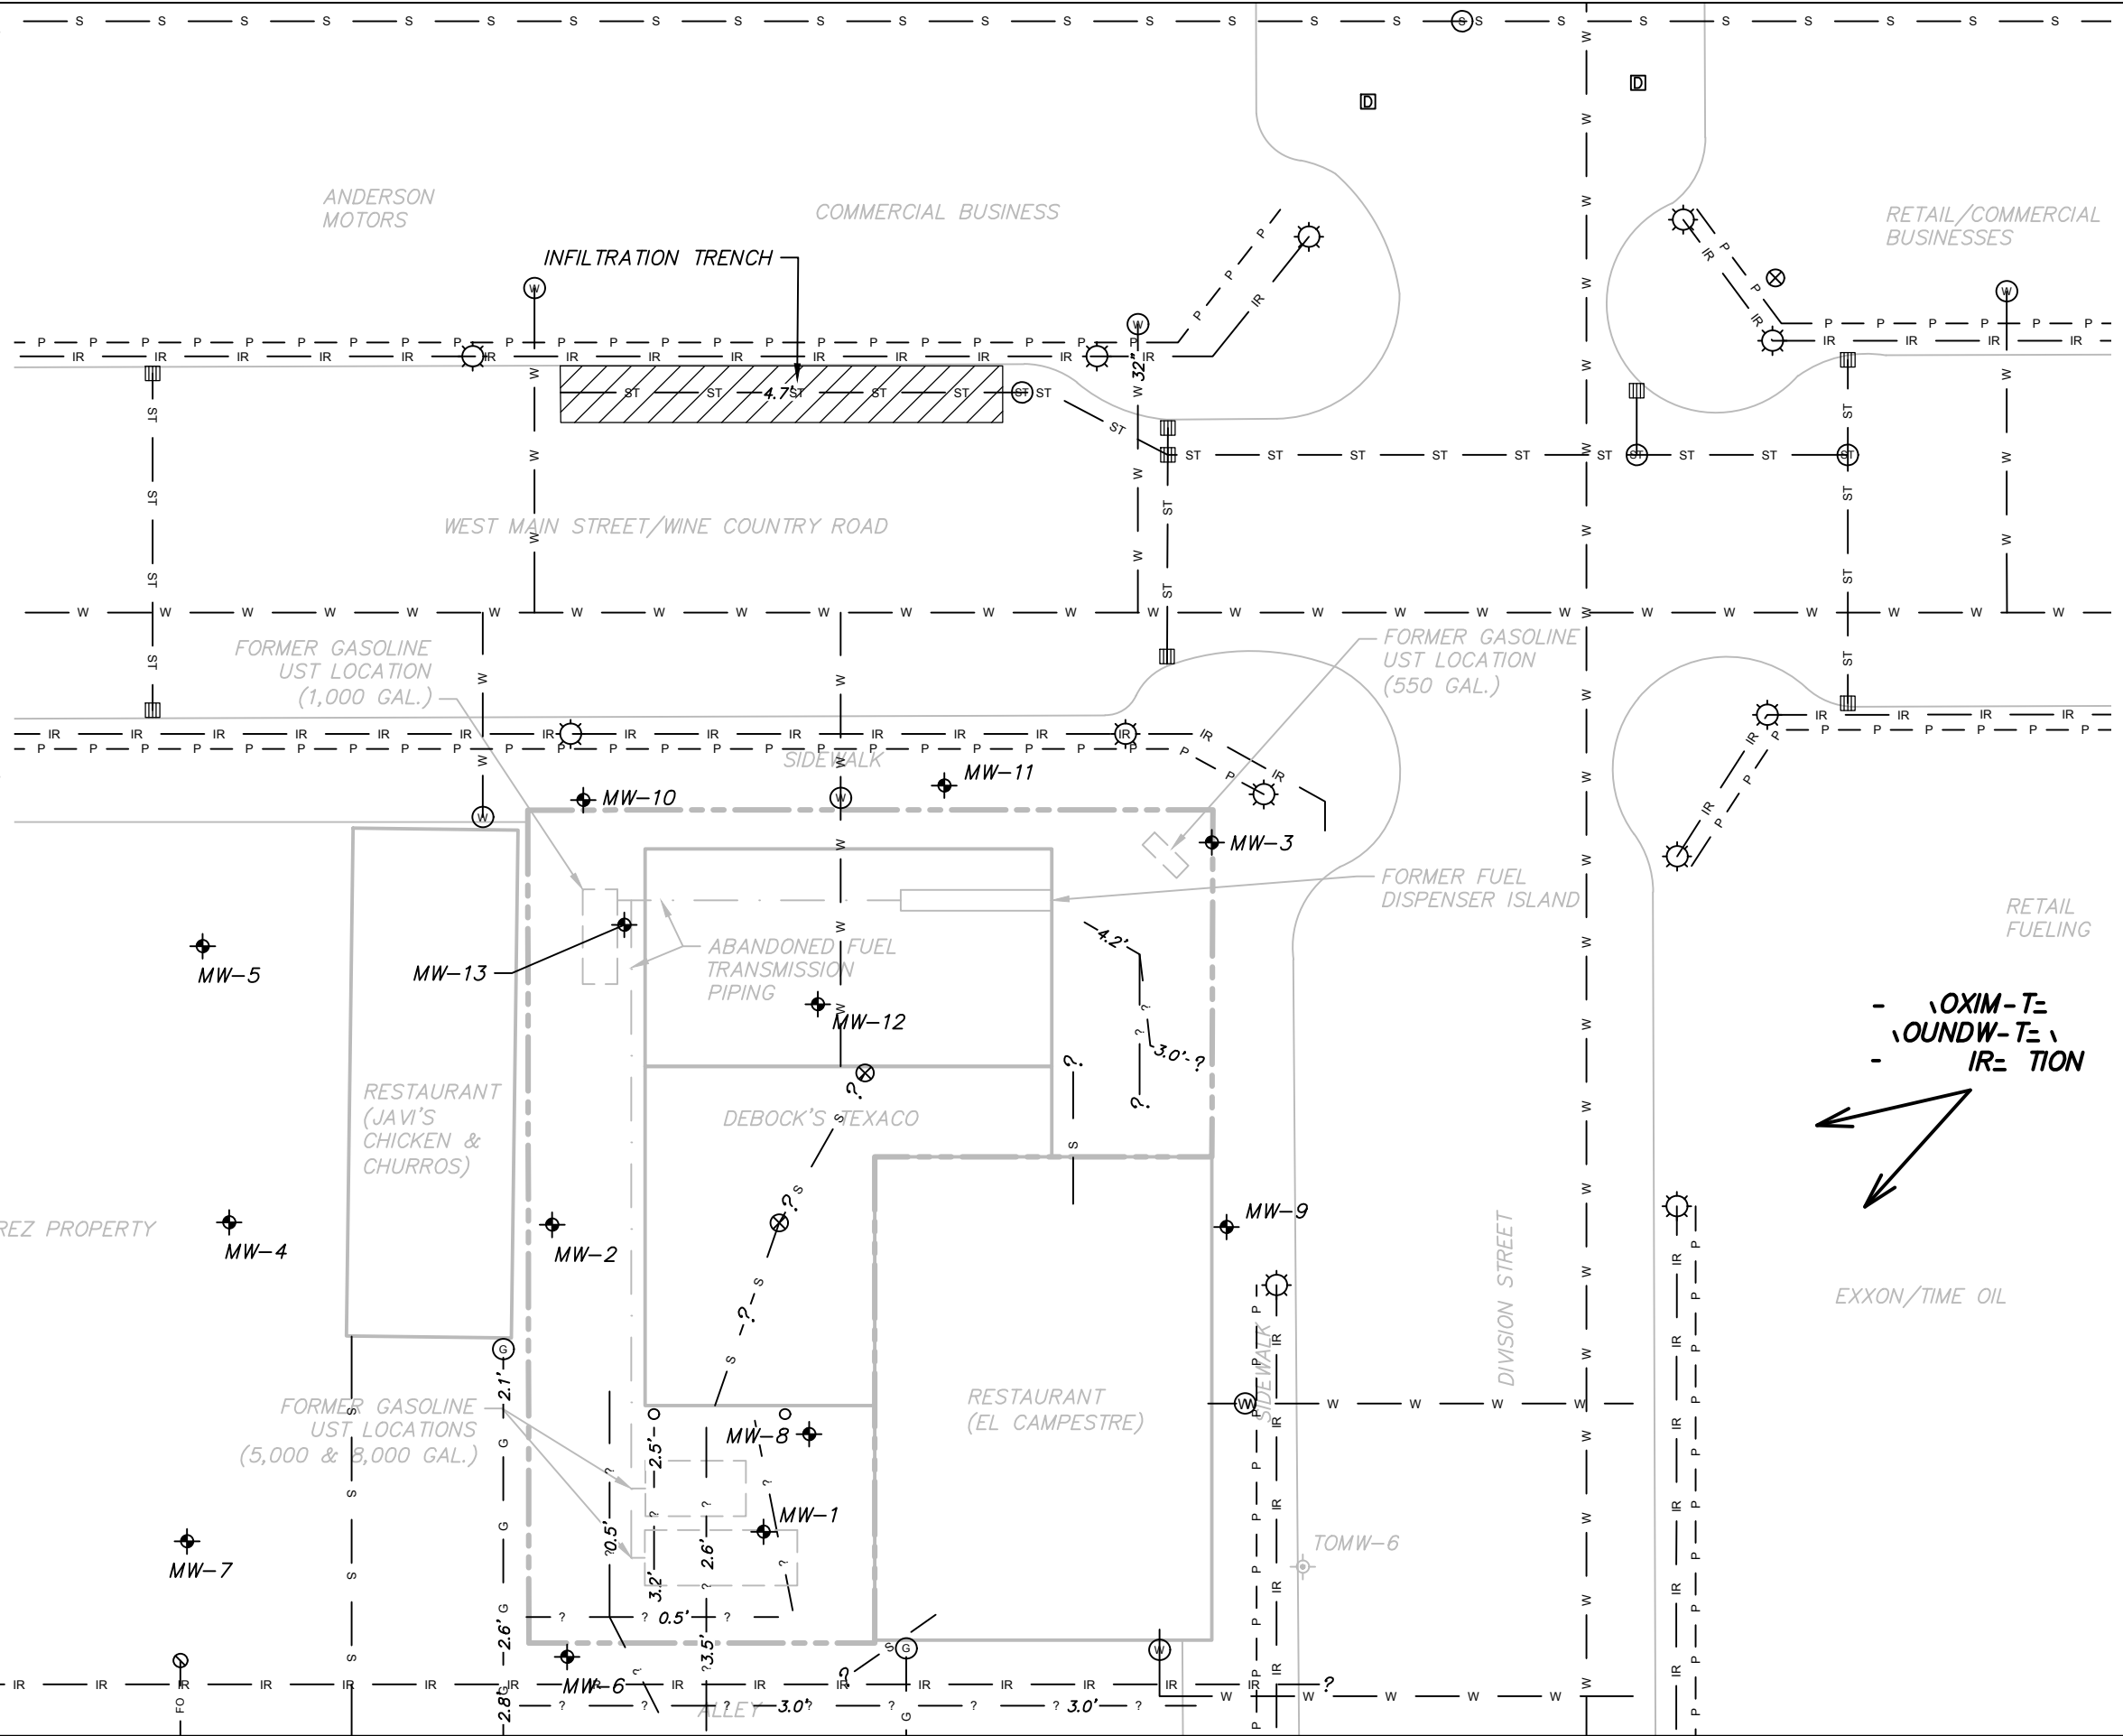 ANDERSON
MOTORS
COMMERCIAL BUSINESS
RETAIL/COMMERCIAL
BUSINESSES
INFILTRATION TRENCH
32"
4.7'
WEST MAIN STREET/WINE COUNTRY ROAD
FORMER GASOLINE
UST LOCATION
(1,000 GAL.)
FORMER GASOLINE
UST LOCATION
(550 GAL.)
SIDEWALK
MW-11
MW-10
MW-3
FORMER FUEL
DISPENSER ISLAND
RETAIL
FUELING
ABANDONED FUEL
TRANSMISSION
PIPING
MW-5
MW-13
MW-12
4.2'
3.0'-?
RESTAURANT
(JAVI'S
CHICKEN &
CHURROS)
DEBOCK'S TEXACO
REZ PROPERTY
MW-4
MW-2
MW-9
DIVISION STREET
EXXON/TIME OIL
SIDEWALK
2.1'
RESTAURANT
(EL CAMPESTRE)
FORMER GASOLINE
UST LOCATIONS
(5,000 & 8,000 GAL.)
MW-8
2.5'
MW-1
0.5'
2.6'
3.2'
TOMW-6
MW-7
0.5'
2.6'
3.5'
MW-6
2.8'
ALLEY
3.0'
3.0'
FO